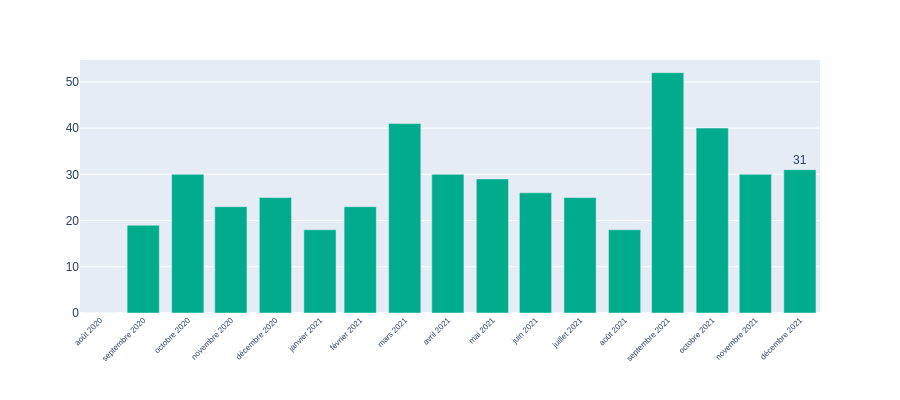 50
40
30
20
10
0
31
août 2020
septembre 2020
octobre 2020
novembre 2020
décembre 2020
janvier 2021
février 2021
mars 2021
avril 2021
mai 2021
juin 2021
juillet 2021
août 2021
septembre 2021
octobre 2021
novembre 2021
décembre 2021